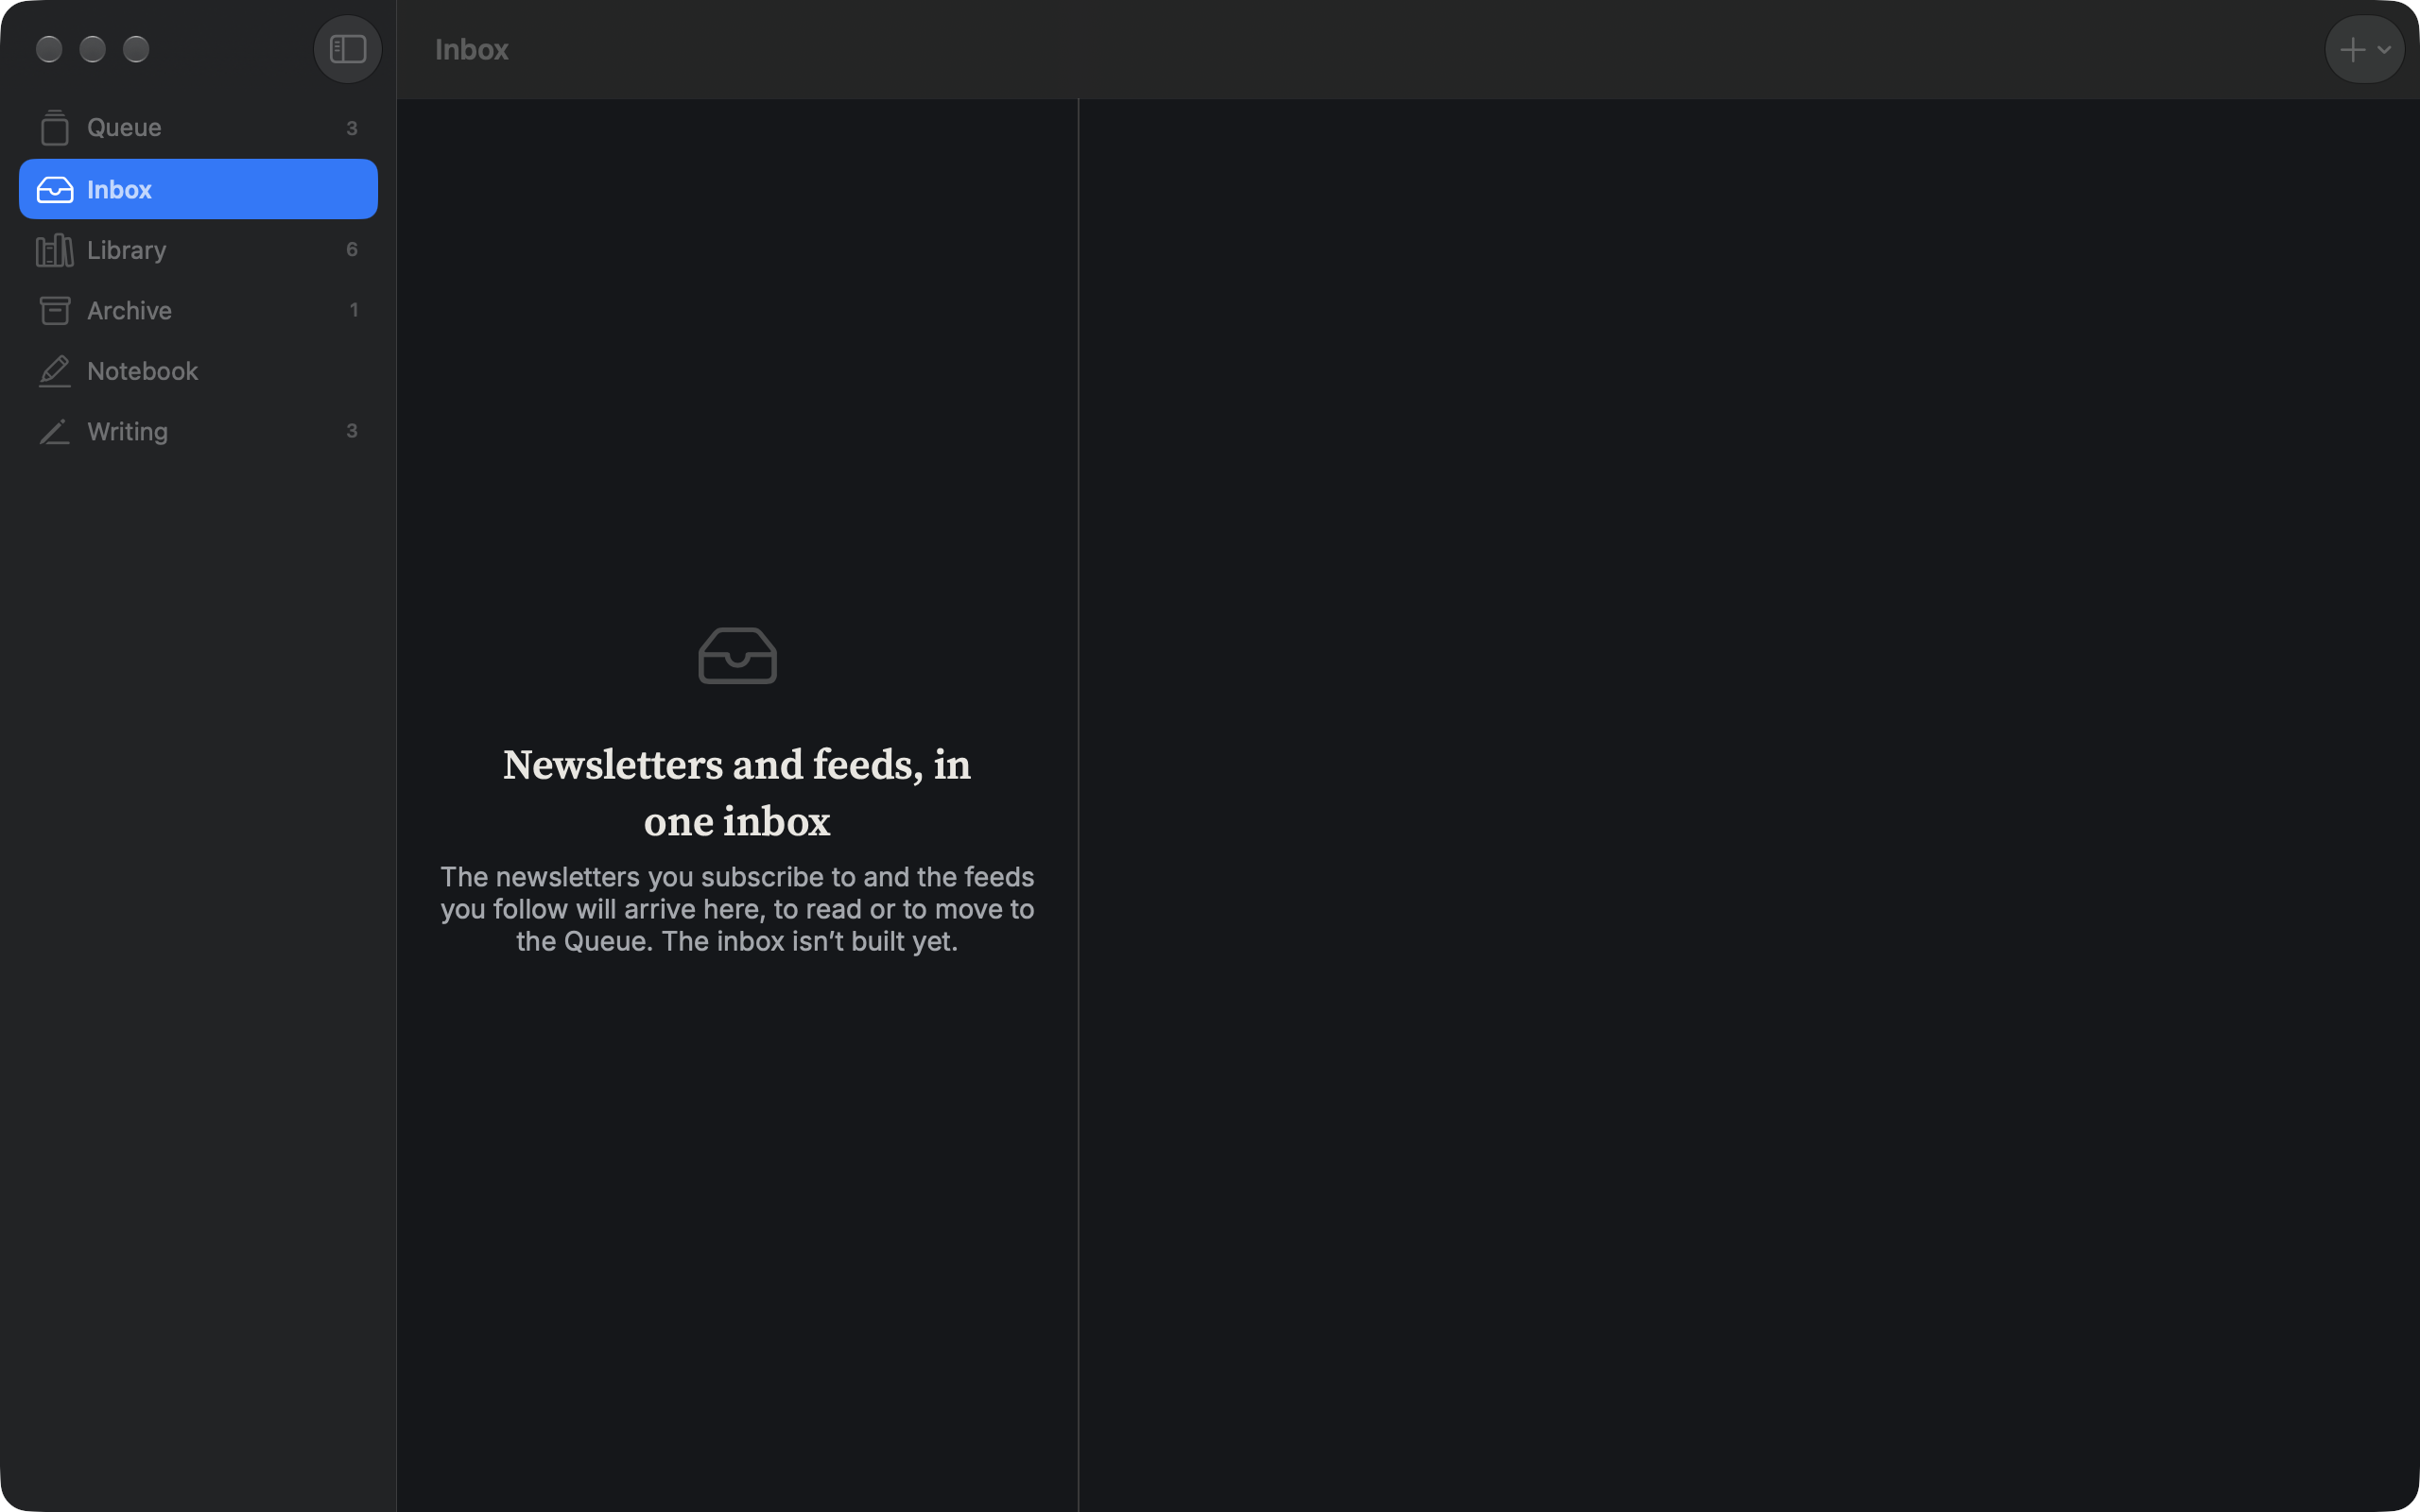 Inbox
Queue 3
Inbox
Library 6
Archive 1
Notebook
Writing 3
Newsletters and feeds, in
one inbox
The newsletters you subscribe to and the feeds
you follow will arrive here, to read or to move to
the Queue. The inbox isn’t built yet.